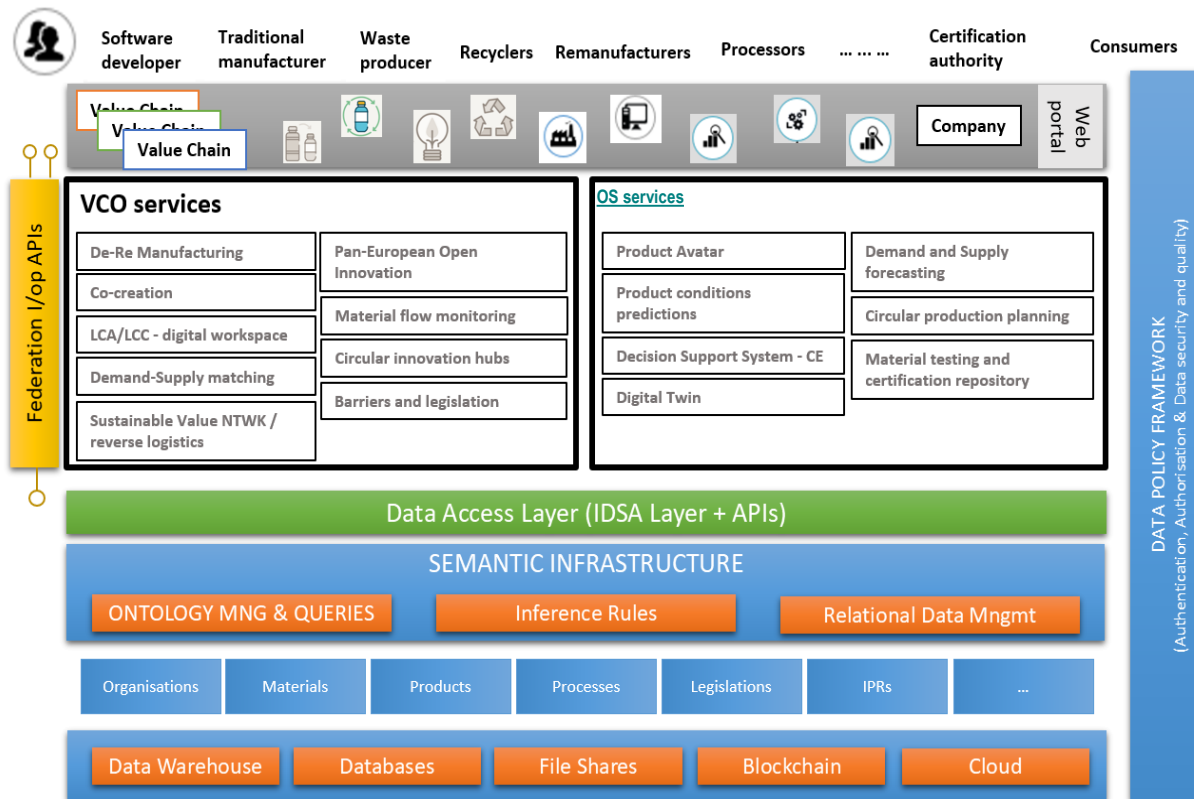 Software
developer
Traditional
manufacturer
Waste
producer
Recyclers
Remanufacturers
Processors
... ... ...
Certification
authority
Consumers
Value Chain
Value Chain
Value Chain
Company
Web
portal
Federation I/op APIs
VCO services
De-Re Manufacturing
Co-creation
LCA/LCC - digital workspace
Demand-Supply matching
Sustainable Value NTWK /
reverse logistics
Pan-European Open
Innovation
Material flow monitoring
Circular innovation hubs
Barriers and legislation
OS services
Product Avatar
Product conditions
predictions
Decision Support System - CE
Digital Twin
Demand and Supply
forecasting
Circular production planning
Material testing and
certification repository
DATA POLICY FRAMEWORK
(Authentication, Authorisation & Data security and quality)
Data Access Layer (IDSA Layer + APIs)
SEMANTIC INFRASTRUCTURE
ONTOLOGY MNG & QUERIES
Inference Rules
Relational Data Mngmt
Organisations
Materials
Products
Processes
Legislations
IPRs
...
Data Warehouse
Databases
File Shares
Blockchain
Cloud